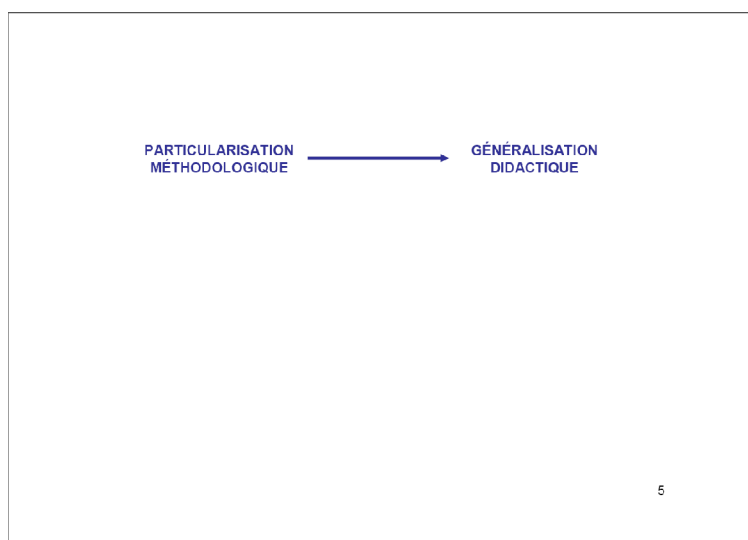 PARTICULARISATION
MÉTHODOLOGIQUE
GÉNÉRALISATION
DIDACTIQUE
5